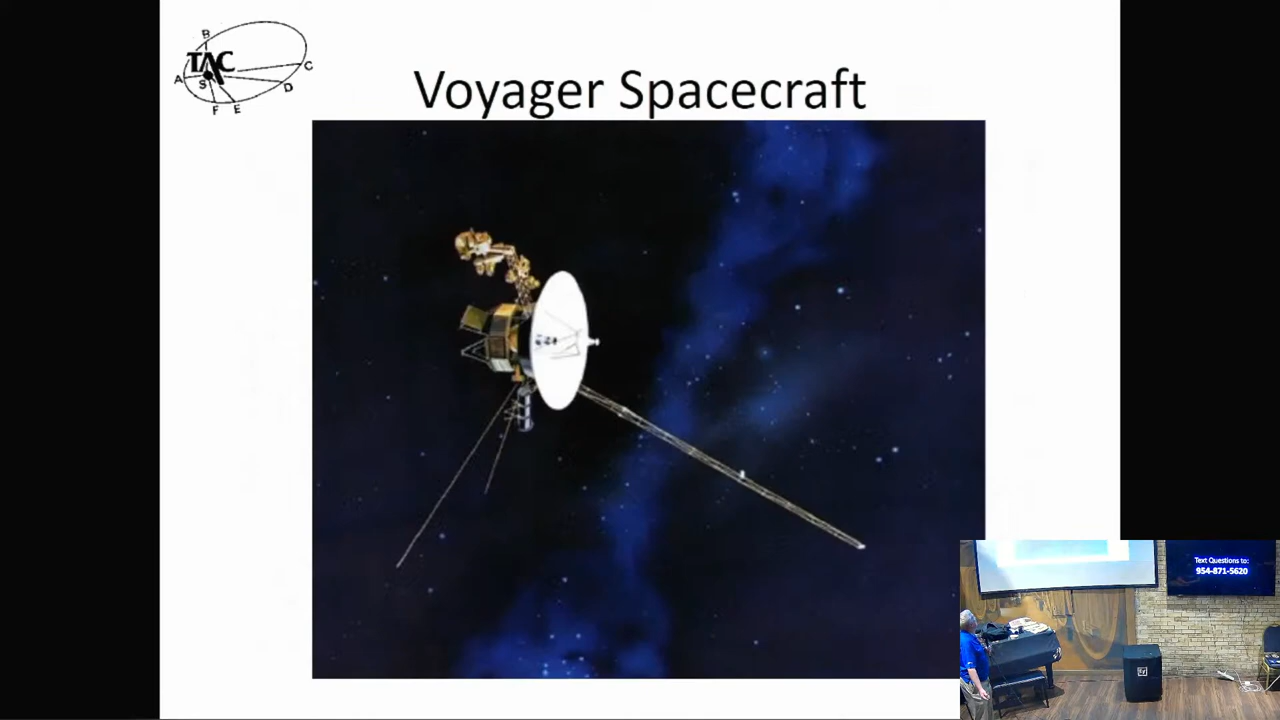 B
TAC
A
S
C
D
F E
Voyager Spacecraft
Text Questions to:
954-871-5620